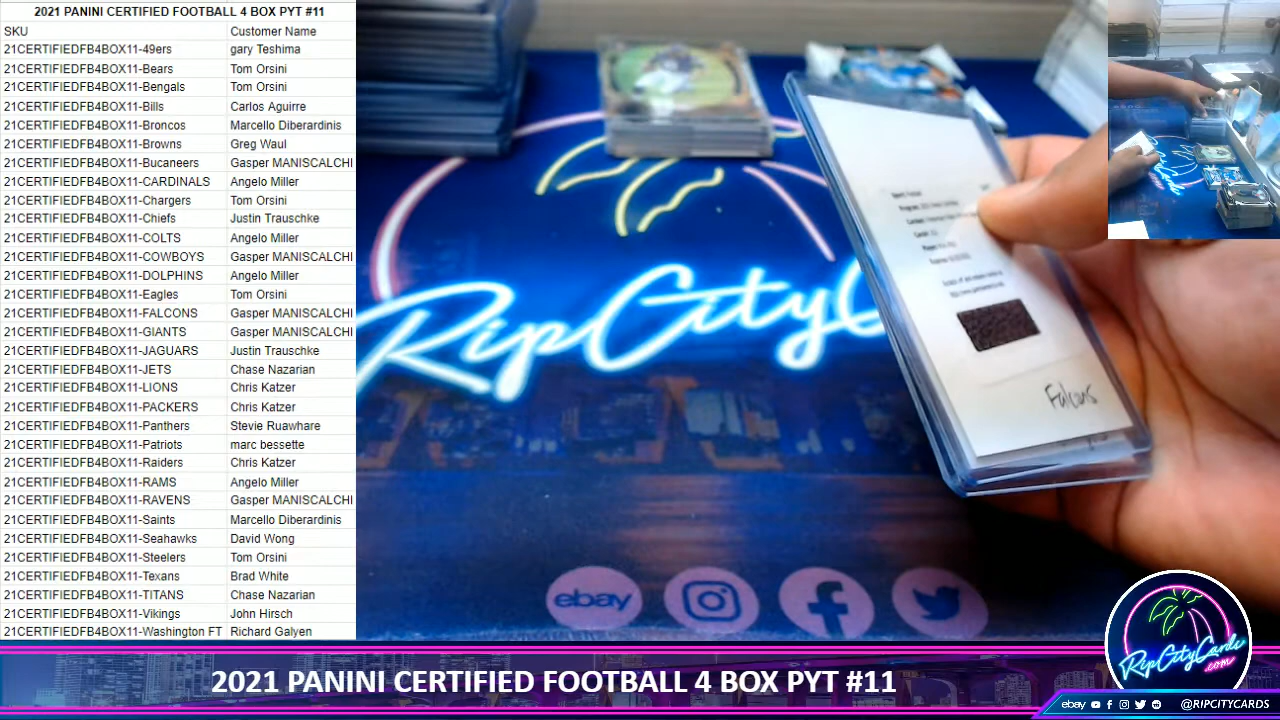 2021 PANINI CERTIFIED FOOTBALL 4 BOX PYT #11
SKU Customer Name
21CERTIFIEDFB4BOX11-49ers gary Teshima
21CERTIFIEDFB4BOX11-Bears Tom Orsini
21CERTIFIEDFB4BOX11-Bengals Tom Orsini
21CERTIFIEDFB4BOX11-Bills Carlos Aguirre
21CERTIFIEDFB4BOX11-Broncos Marcello Diberardinis
21CERTIFIEDFB4BOX11-Browns Greg Waul
21CERTIFIEDFB4BOX11-Bucaneers Gasper MANISCALCHI
21CERTIFIEDFB4BOX11-CARDINALS Angelo Miller
21CERTIFIEDFB4BOX11-Chargers Tom Orsini
21CERTIFIEDFB4BOX11-Chiefs Justin Trauschke
21CERTIFIEDFB4BOX11-COLTS Angelo Miller
21CERTIFIEDFB4BOX11-COWBOYS Gasper MANISCALCHI
21CERTIFIEDFB4BOX11-DOLPHINS Angelo Miller
21CERTIFIEDFB4BOX11-Eagles Tom Orsini
21CERTIFIEDFB4BOX11-FALCONS Gasper MANISCALCHI
21CERTIFIEDFB4BOX11-GIANTS Gasper MANISCALCHI
21CERTIFIEDFB4BOX11-JAGUARS Justin Trauschke
21CERTIFIEDFB4BOX11-JETS Chase Nazarian
21CERTIFIEDFB4BOX11-LIONS Chris Katzer
21CERTIFIEDFB4BOX11-PACKERS Chris Katzer
21CERTIFIEDFB4BOX11-Panthers Stevie Ruawhare
21CERTIFIEDFB4BOX11-Patriots marc bessette
21CERTIFIEDFB4BOX11-Raiders Chris Katzer
21CERTIFIEDFB4BOX11-RAMS Angelo Miller
21CERTIFIEDFB4BOX11-RAVENS Gasper MANISCALCHI
21CERTIFIEDFB4BOX11-Saints Marcello Diberardinis
21CERTIFIEDFB4BOX11-Seahawks David Wong
21CERTIFIEDFB4BOX11-Steelers Tom Orsini
21CERTIFIEDFB4BOX11-Texans Brad White
21CERTIFIEDFB4BOX11-TITANS Chase Nazarian
21CERTIFIEDFB4BOX11-Vikings John Hirsch
21CERTIFIEDFB4BOX11-Washington FT Richard Galyen
RipCityC
Falcons
ebay
RipCityCards
.com
2021 PANINI CERTIFIED FOOTBALL 4 BOX PYT #11
ebay @RIPCITYCARDS